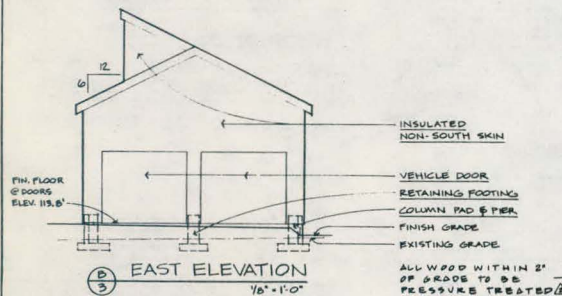 12
6
INSULATED
NON-SOUTH SKIN
VEHICLE DOOR
RETAINING FOOTING
COLUMN PAD & PIER
FINISH GRADE
EXISTING GRADE
FIN. FLOOR
@ DOORS
ELEV. 113.8'
B
3
EAST ELEVATION
1/8" = 1'-0"
ALL WOOD WITHIN 2"
OF GRADE TO BE
PRESSURE TREATED